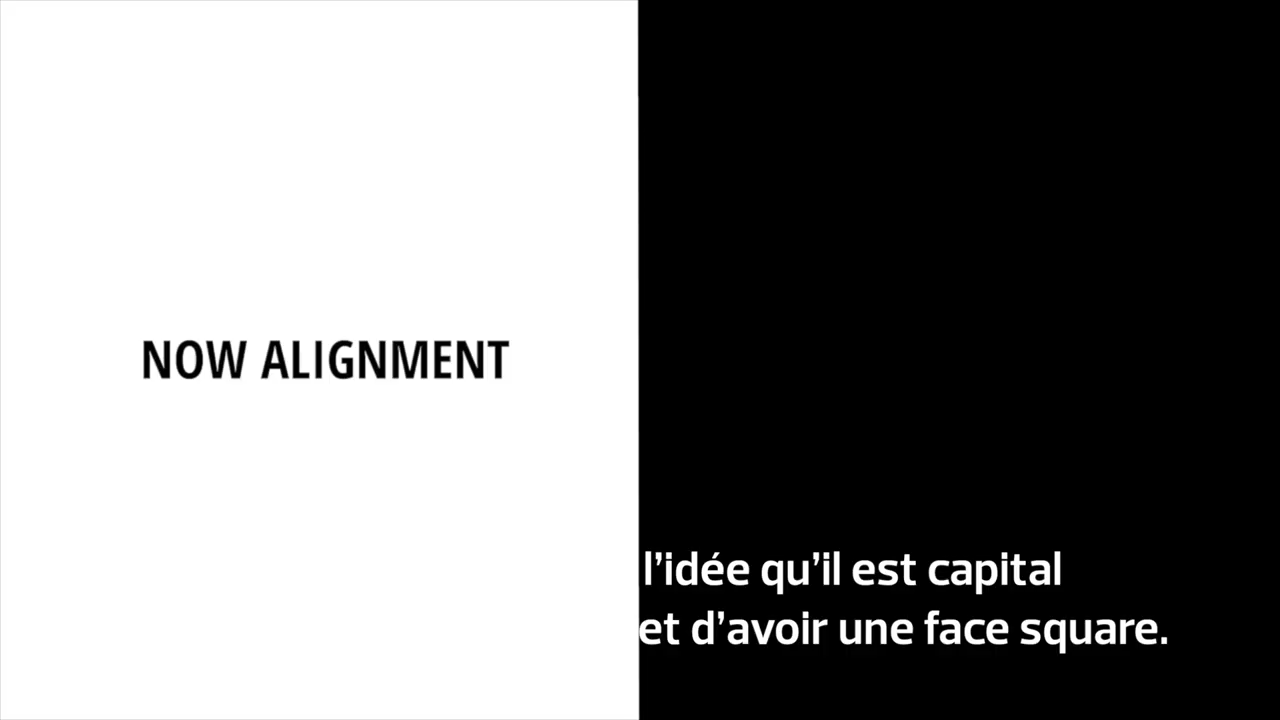 NOW ALIGNMENT
l’idée qu’il est capital
et d’avoir une face square.